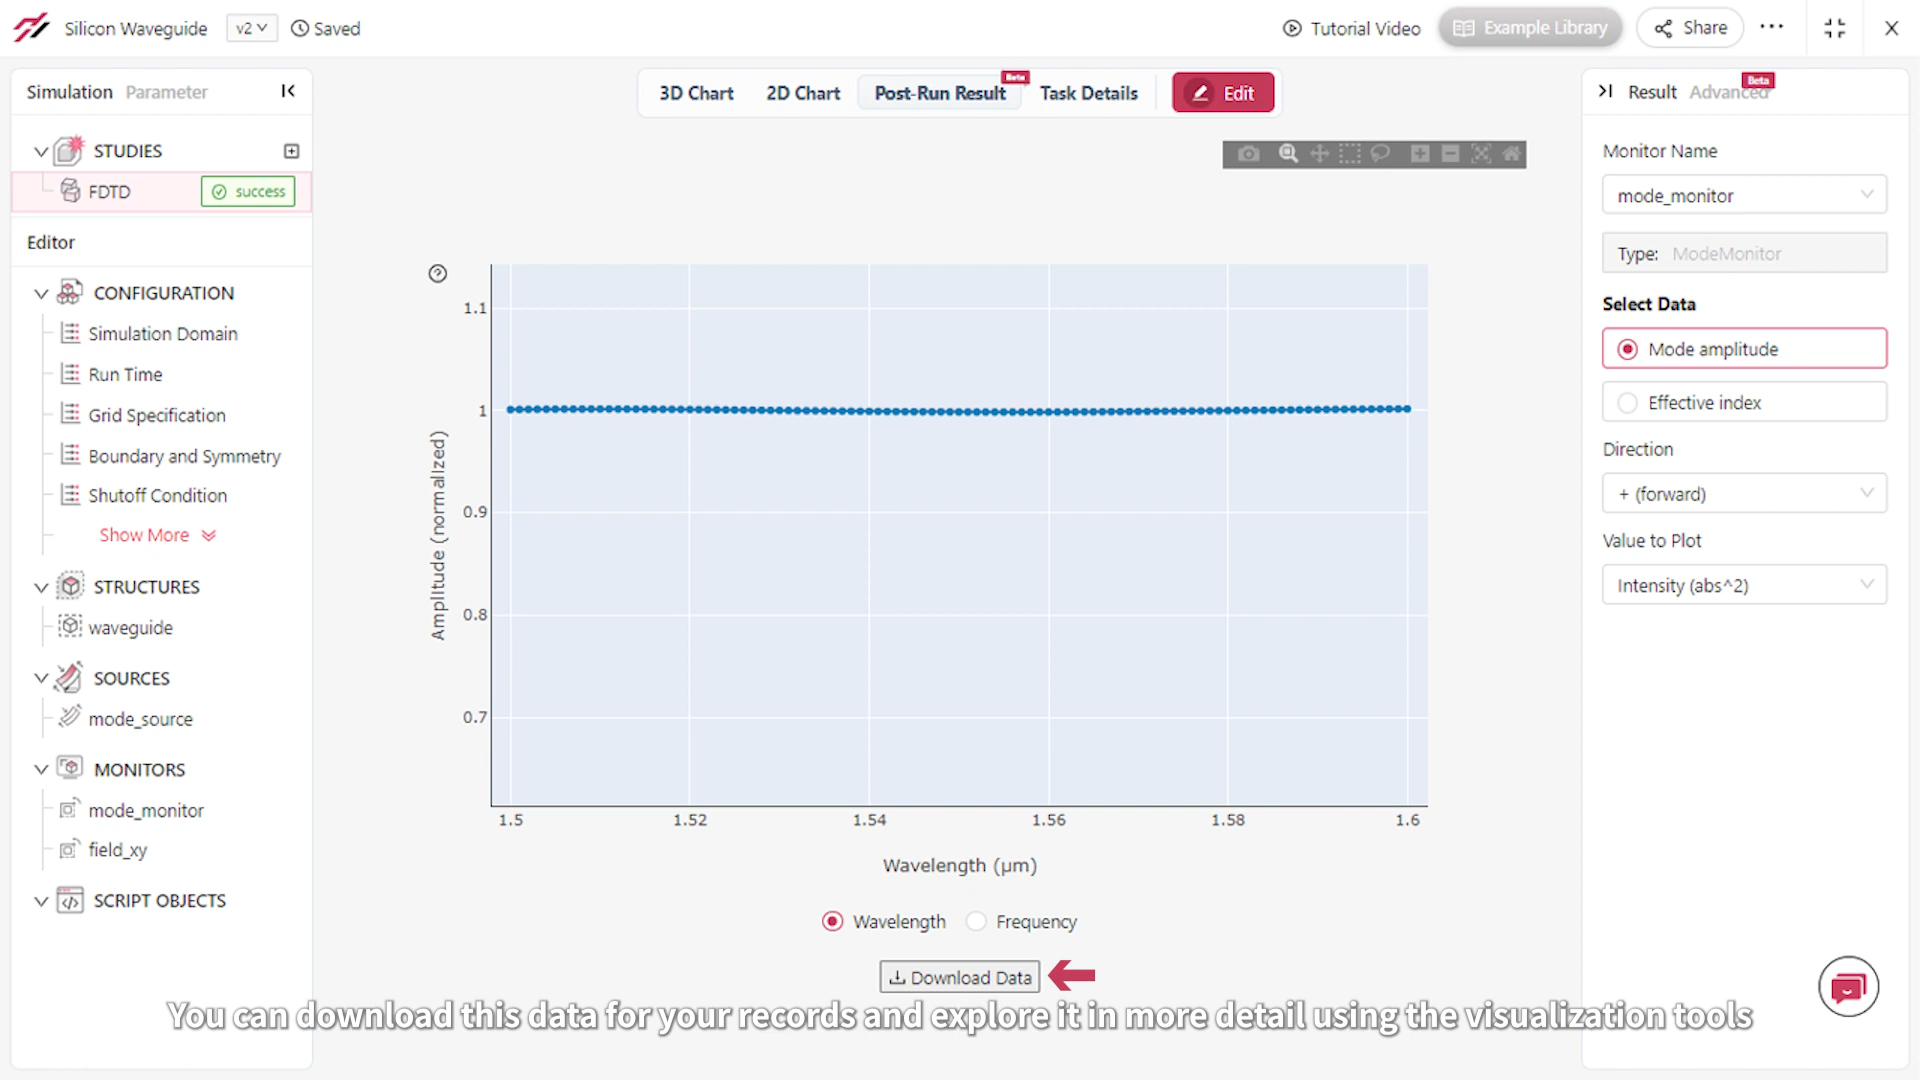 Silicon Waveguide v2 Saved Tutorial Video Example Library Share
Simulation Parameter
STUDIES
FDTD success
Editor
CONFIGURATION
Simulation Domain
Run Time
Grid Specification
Boundary and Symmetry
Shutoff Condition
Show More
STRUCTURES
waveguide
SOURCES
mode_source
MONITORS
mode_monitor
field_xy
SCRIPT OBJECTS
3D Chart 2D Chart Post-Run Result Beta Task Details Edit
1.1
1
0.9
0.8
0.7
Amplitude (normalized)
1.5 1.52 1.54 1.56 1.58 1.6
Wavelength (μm)
Wavelength Frequency
Download Data
Result Advanced Beta
Monitor Name
mode_monitor
Type: ModeMonitor
Select Data
Mode amplitude
Effective index
Direction
+ (forward)
Value to Plot
Intensity (abs^2)
You can download this data for your records and explore it in more detail using the visualization tools